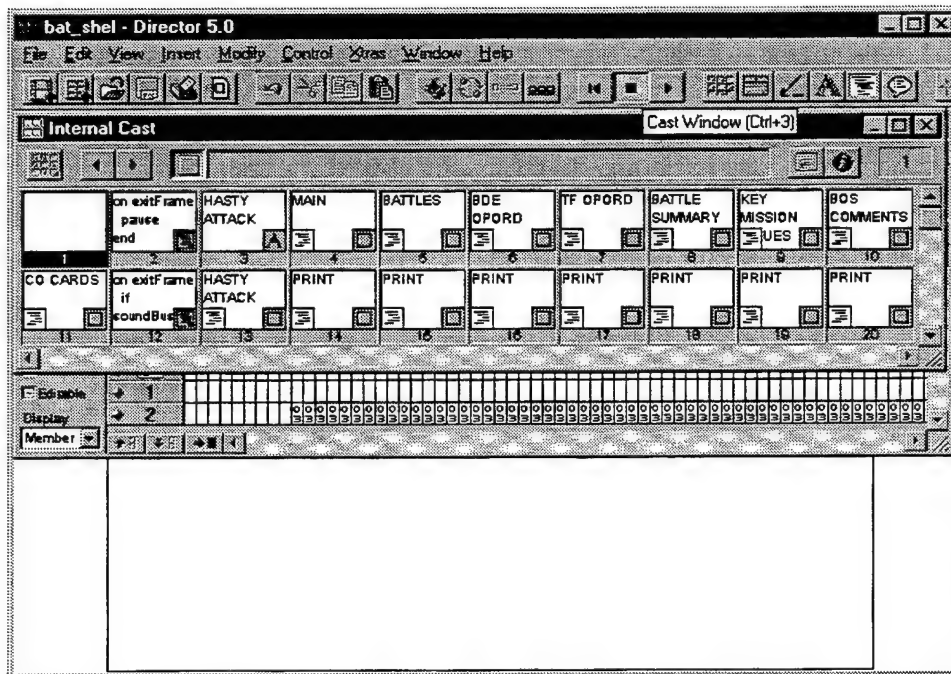 bat_shel - Director 5.0
File Edit View Insert Modify Control Xtras Window Help
Cast Window (Ctrl+3)
Internal Cast
1
on exitFrame pause end
HASTY ATTACK
MAIN
BATTLES
BDE OPORD
TF OPORD
BATTLE SUMMARY
KEY MISSION UES
BOS COMMENTS
1 2 3 4 5 6 7 8 9 10
CO CARDS
on exitFrame if soundBus
HASTY ATTACK
PRINT
PRINT
PRINT
PRINT
PRINT
PRINT
PRINT
11 12 13 14 15 16 17 18 19 20
Editable
1
Display
2
Member